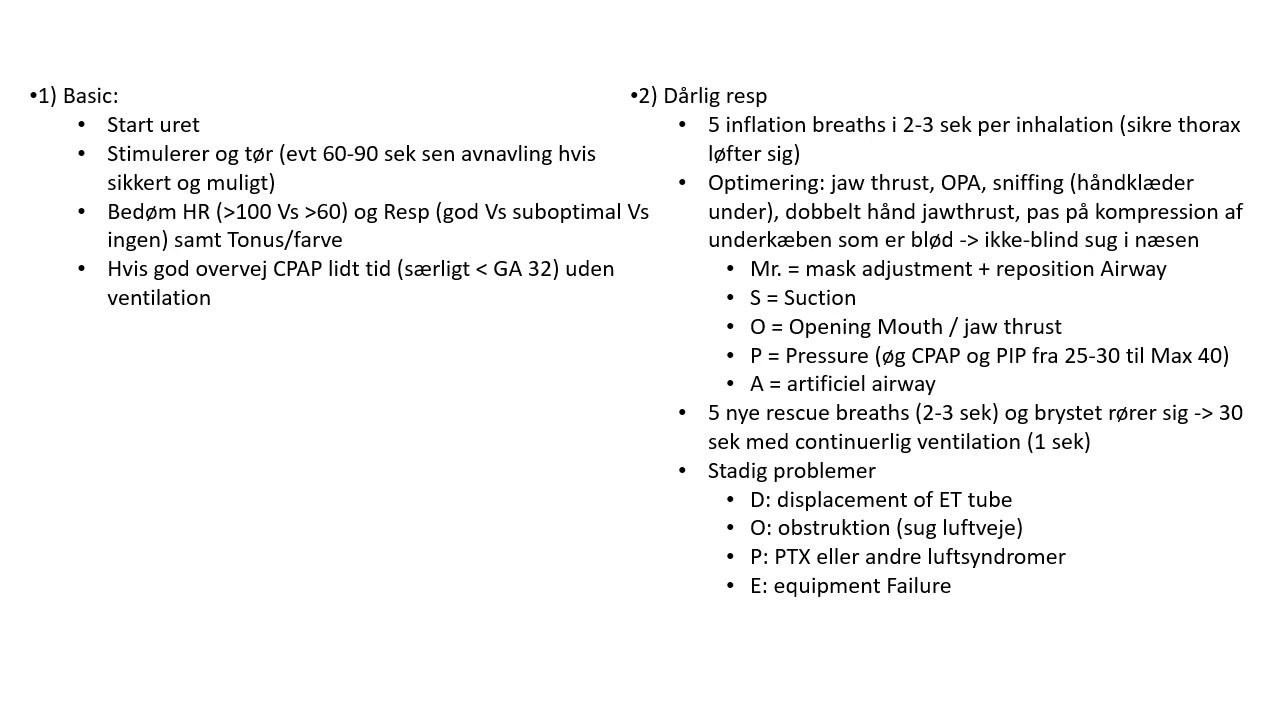 •1) Basic:
• Start uret
• Stimulerer og tør (evt 60-90 sek sen avnavling hvis
sikkert og muligt)
• Bedøm HR (>100 Vs >60) og Resp (god Vs suboptimal Vs
ingen) samt Tonus/farve
• Hvis god overvej CPAP lidt tid (særligt < GA 32) uden
ventilation
•2) Dårlig resp
• 5 inflation breaths i 2-3 sek per inhalation (sikre thorax
løfter sig)
• Optimering: jaw thrust, OPA, sniffing (håndklæder
under), dobbelt hånd jawthrust, pas på kompression af
underkæben som er blød -> ikke-blind sug i næsen
• Mr. = mask adjustment + reposition Airway
• S = Suction
• O = Opening Mouth / jaw thrust
• P = Pressure (øg CPAP og PIP fra 25-30 til Max 40)
• A = artificiel airway
• 5 nye rescue breaths (2-3 sek) og brystet rører sig -> 30
sek med continuerlig ventilation (1 sek)
• Stadig problemer
• D: displacement of ET tube
• O: obstruktion (sug luftveje)
• P: PTX eller andre luftsyndromer
• E: equipment Failure